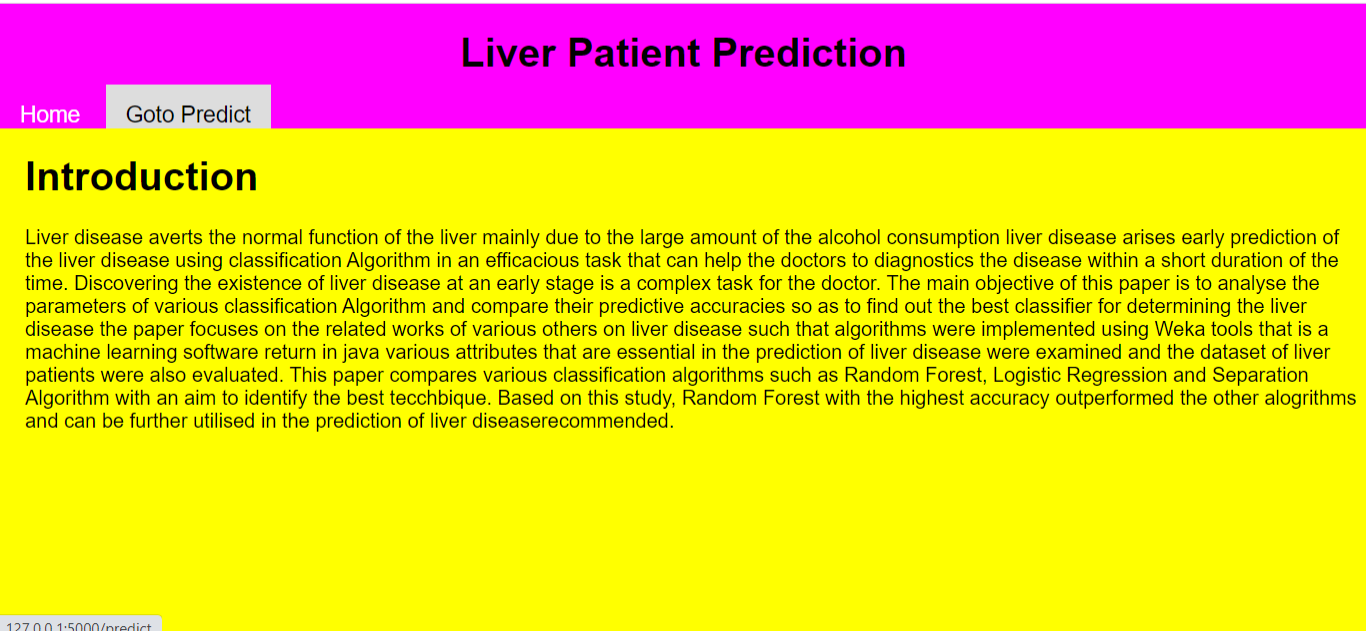 Liver Patient Prediction
Home Goto Predict
Introduction
Liver disease averts the normal function of the liver mainly due to the large amount of the alcohol consumption liver disease arises early prediction of
the liver disease using classification Algorithm in an efficacious task that can help the doctors to diagnostics the disease within a short duration of the
time. Discovering the existence of liver disease at an early stage is a complex task for the doctor. The main objective of this paper is to analyse the
parameters of various classification Algorithm and compare their predictive accuracies so as to find out the best classifier for determining the liver
disease the paper focuses on the related works of various others on liver disease such that algorithms were implemented using Weka tools that is a
machine learning software return in java various attributes that are essential in the prediction of liver disease were examined and the dataset of liver
patients were also evaluated. This paper compares various classification algorithms such as Random Forest, Logistic Regression and Separation
Algorithm with an aim to identify the best tecchbique. Based on this study, Random Forest with the highest accuracy outperformed the other alogrithms
and can be further utilised in the prediction of liver diseaserecommended.
127.0.0.1:5000/predict